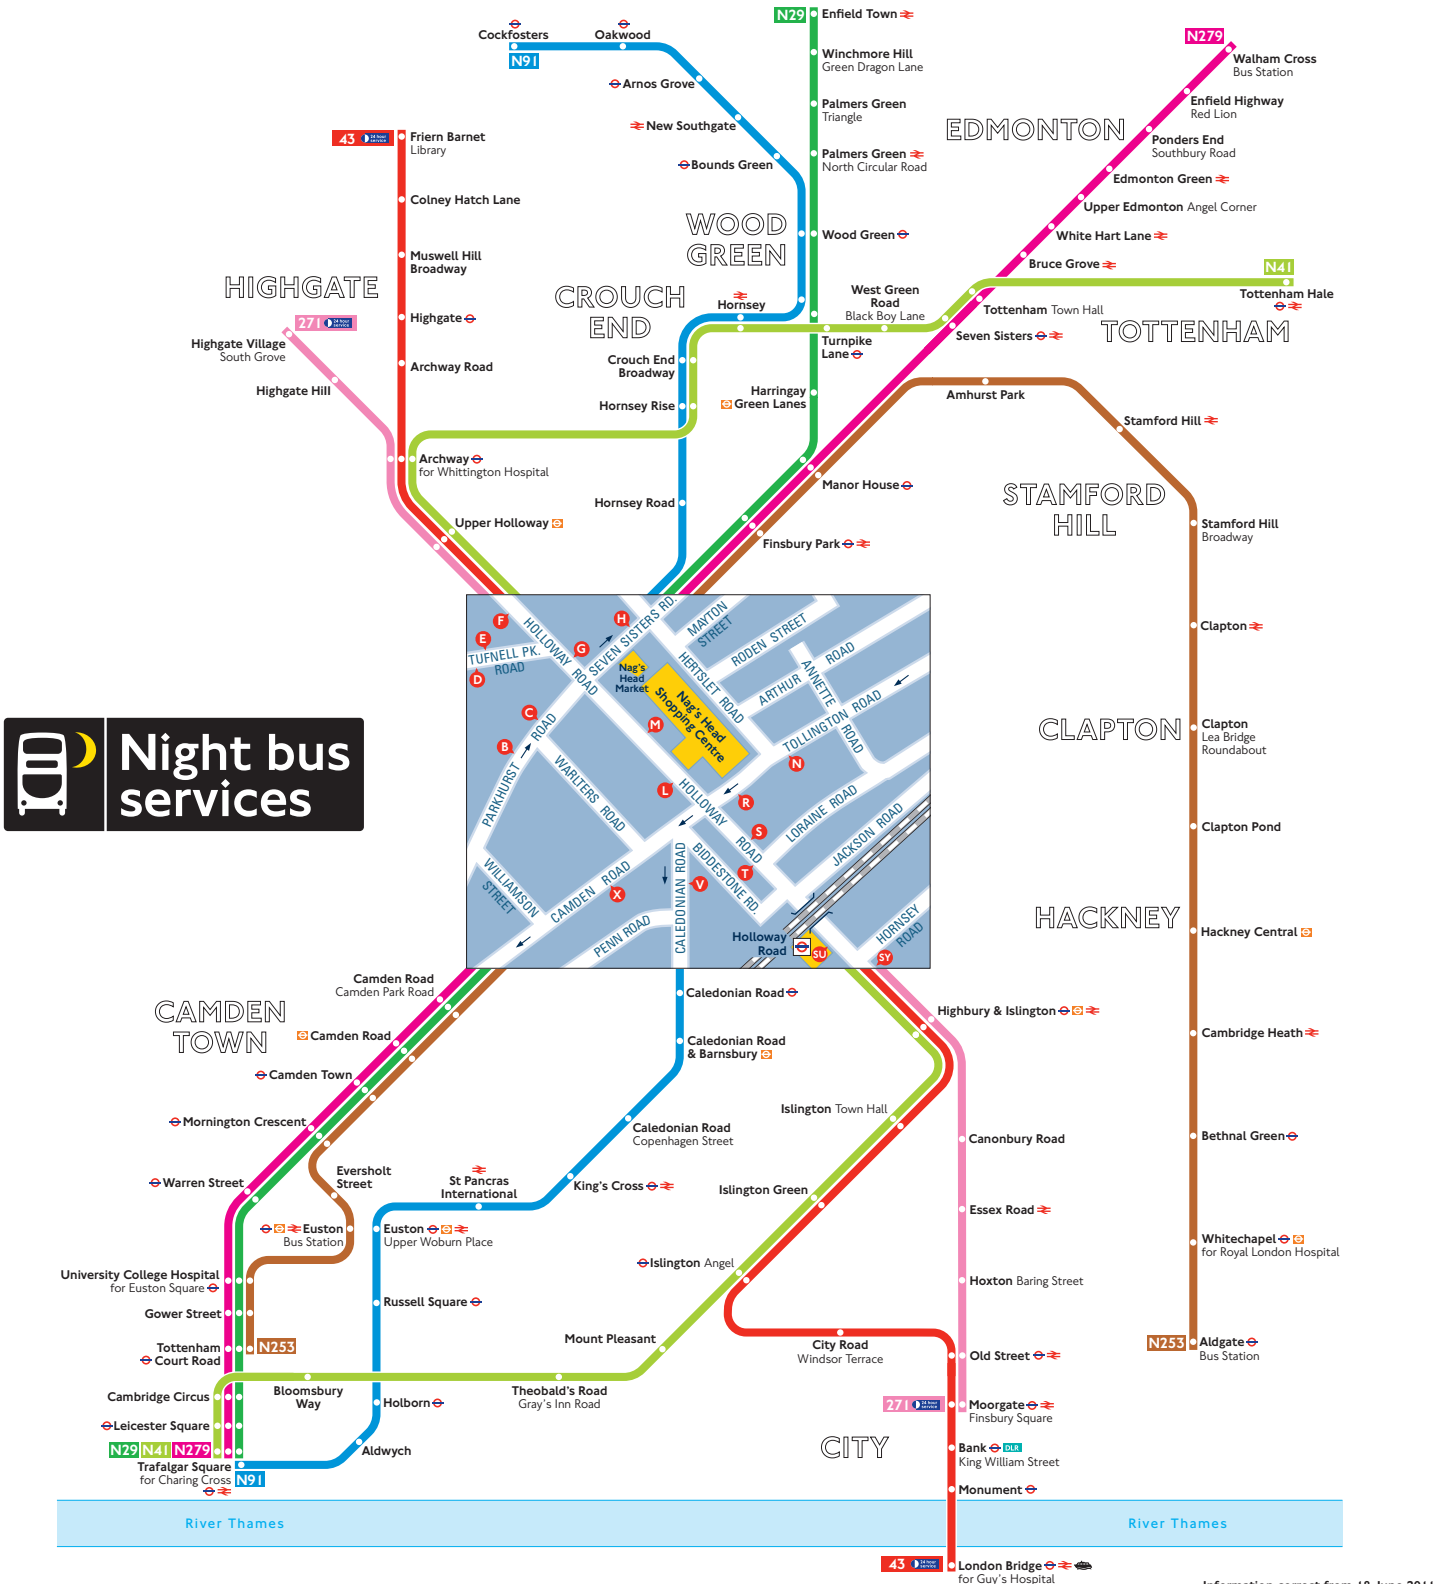 N29
Enfield Town
Winchmore Hill
Green Dragon Lane
Palmers Green
Triangle
Palmers Green
North Circular Road
Wood Green
Cockfosters
N91
Oakwood
Arnos Grove
New Southgate
Bounds Green
N279
Walham Cross
Bus Station
Enfield Highway
Red Lion
Ponders End
Southbury Road
Edmonton Green
Upper Edmonton Angel Corner
White Hart Lane
Bruce Grove
EDMONTON
43
24 hour
service
Friern Barnet
Library
Colney Hatch Lane
Muswell Hill
Broadway
Highgate
Archway Road
WOOD
GREEN
HIGHGATE
271
24 hour
service
Highgate Village
South Grove
Highgate Hill
CROUCH
END
Hornsey
West Green
Road
Black Boy Lane
N41
Tottenham Hale
Tottenham Town Hall
TOTTENHAM
Seven Sisters
Turnpike
Lane
Crouch End
Broadway
Harringay
Green Lanes
Hornsey Rise
Amhurst Park
Stamford Hill
Archway
for Whittington Hospital
Upper Holloway
Hornsey Road
Manor House
Finsbury Park
STAMFORD
HILL
Stamford Hill
Broadway
Clapton
CLAPTON
Clapton
Lea Bridge
Roundabout
Clapton Pond
HACKNEY
Hackney Central
Cambridge Heath
Bethnal Green
Whitechapel
for Royal London Hospital
N253
Aldgate
Bus Station
Night bus
services
F
E
D
TUFNELL PK.
ROAD
HOLLOWAY ROAD
G
H
SEVEN SISTERS RD.
MAYTON
STREET
RODEN STREET
HERTSLET ROAD
ARTHUR ROAD
ANNETTE ROAD
TOLLINGTON ROAD
Nag's
Head
Market
Nag's Head
Shopping Centre
C
B
PARKHURST ROAD
M
N
WARLTERS ROAD
L
HOLLOWAY ROAD
R
S
T
LORAINE ROAD
JACKSON ROAD
WILLIAMSON
STREET
CAMDEN ROAD
X
CALEDONIAN ROAD
V
BIDDESTONE RD.
PENN ROAD
Holloway
Road
SU
SY
HORNSEY
ROAD
Camden Road
Camden Park Road
CAMDEN
TOWN
Camden Road
Camden Town
Mornington Crescent
Warren Street
Eversholt
Street
Euston
Bus Station
University College Hospital
for Euston Square
Gower Street
Tottenham
Court Road
N253
Cambridge Circus
Leicester Square
N29
N41
N279
Trafalgar Square
for Charing Cross
N91
Caledonian Road
Caledonian Road
& Barnsbury
Caledonian Road
Copenhagen Street
King's Cross
St Pancras
International
Euston
Upper Woburn Place
Russell Square
Holborn
Aldwych
Bloomsbury
Way
Theobald's Road
Gray's Inn Road
Mount Pleasant
Islington Angel
Islington Green
Islington Town Hall
Highbury & Islington
Canonbury Road
Essex Road
Hoxton Baring Street
City Road
Windsor Terrace
Old Street
271
24 hour
service
Moorgate
Finsbury Square
CITY
Bank
DLR
King William Street
Monument
River Thames
River Thames
43
24 hour
service
London Bridge
for Guy's Hospital